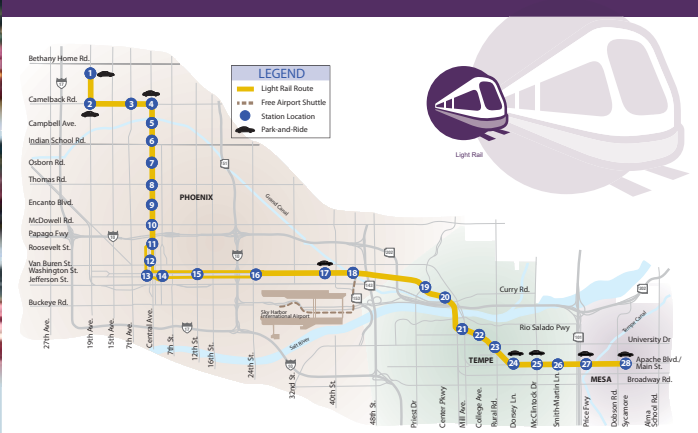 Bethany Home Rd.
Camelback Rd.
Campbell Ave.
Indian School Rd.
Osborn Rd.
Thomas Rd.
Encanto Blvd.
McDowell Rd.
Papago Fwy
Roosevelt St.
Van Buren St.
Washington St.
Jefferson St.
Buckeye Rd.
LEGEND
Light Rail Route
Free Airport Shuttle
Station Location
Park-and-Ride
Light Rail
PHOENIX
Grand Canal
1
2
3
4
5
6
7
8
9
10
11
12
13
14
15
16
17
18
19
20
21
22
23
24
25
26
27
28
Sky Harbor
International Airport
Salt River
Curry Rd.
Rio Salado Pwy
Tempe Canal
University Dr
Apache Blvd./
Main St.
Broadway Rd.
TEMPE
MESA
27th Ave.
19th Ave.
15th Ave.
7th Ave.
Central Ave.
7th St.
12th St.
16th St.
24th St.
32nd St.
40th St.
48th St.
Priest Dr
Center Pkwy
Mill Ave.
College Ave.
Rural Rd.
Dorsey Ln.
McClintock Dr
Smith-Martin Ln.
Price Fwy
Dobson Rd.
Sycamore
Alma
School Rd.